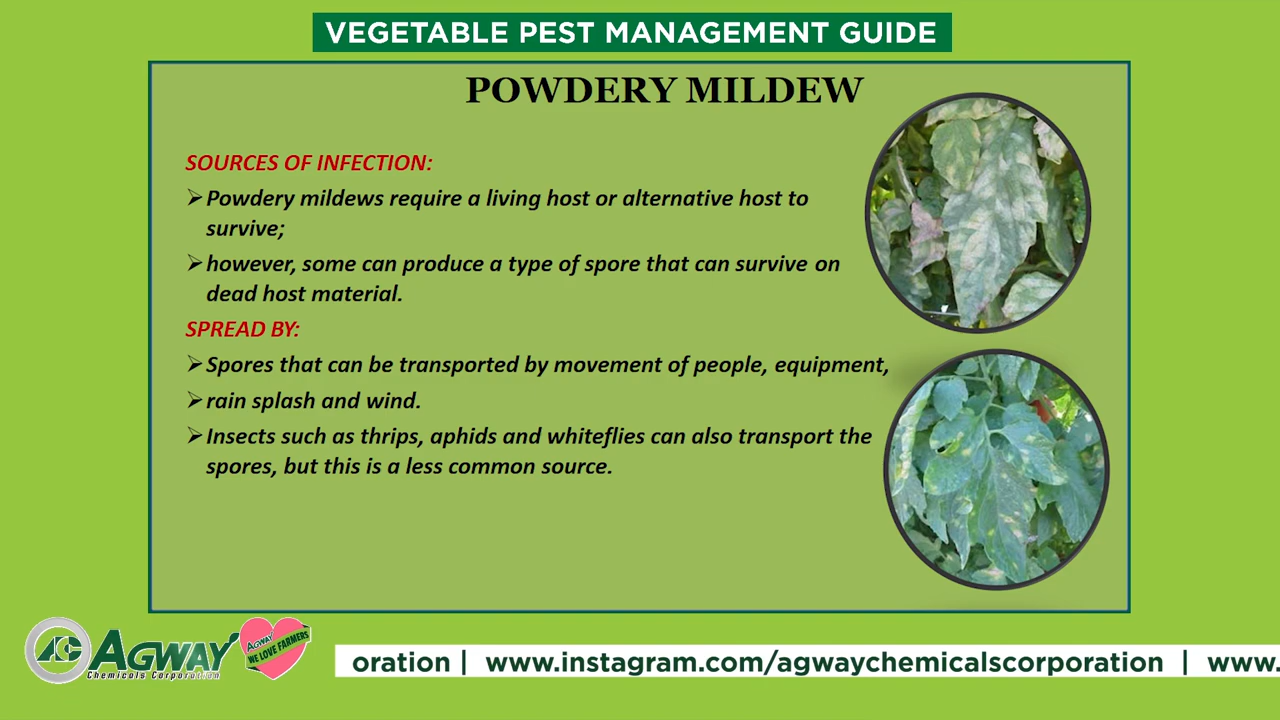 VEGETABLE PEST MANAGEMENT GUIDE
POWDERY MILDEW
SOURCES OF INFECTION:
Powdery mildews require a living host or alternative host to
survive;
however, some can produce a type of spore that can survive on
dead host material.
SPREAD BY:
Spores that can be transported by movement of people, equipment,
rain splash and wind.
Insects such as thrips, aphids and whiteflies can also transport the
spores, but this is a less common source.
AC AGWAY
Chemicals Corporation
AGWAY
WE LOVE FARMERS
oration | www.instagram.com/agwaychemicalscorporation | www.